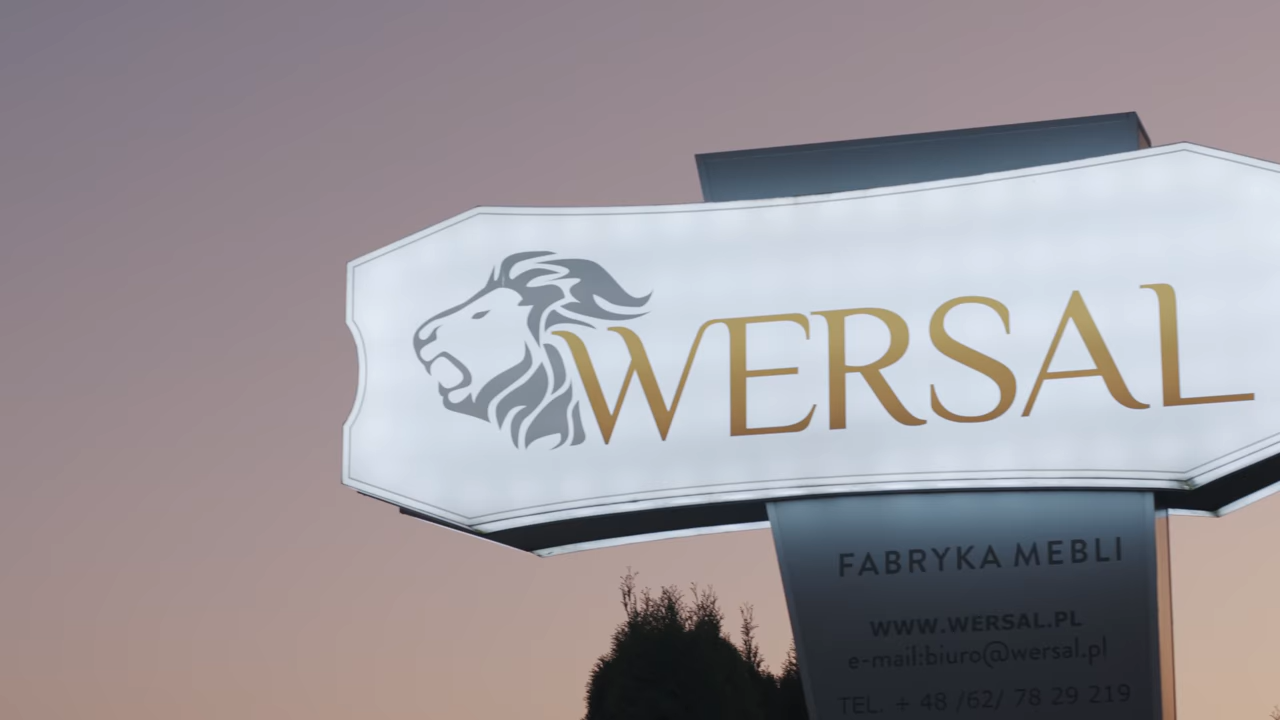 WERSAL
FABRYKA MEBLI
WWW.WERSAL.PL
e-mail:biuro@wersal.pl
TEL. + 48 /62/ 78 29 219